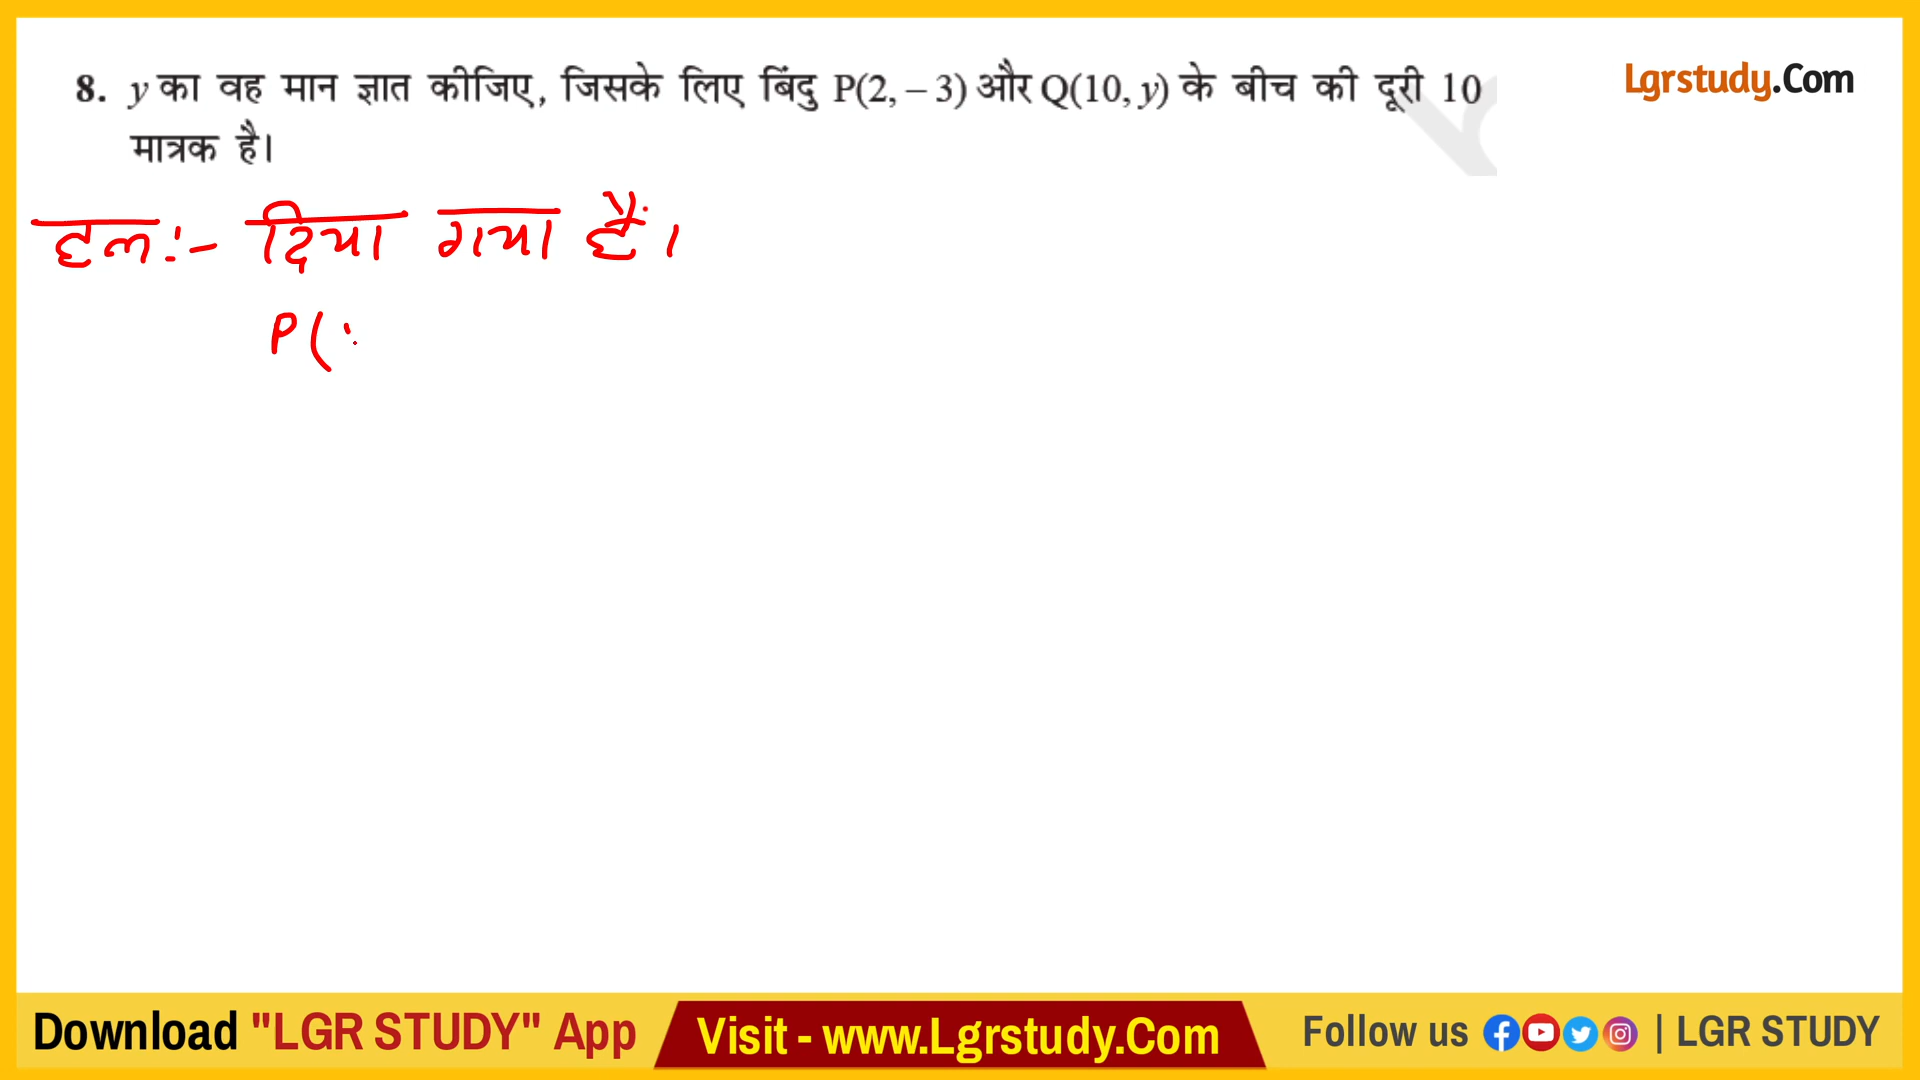 8. y का वह मान ज्ञात कीजिए, जिसके लिए बिंदु P(2, – 3) और Q(10, y) के बीच की दूरी 10
मात्रक है।
Lgrstudy.Com
हल:- दिया गया हैं।
P(
Download "LGR STUDY" App
Visit - www.Lgrstudy.Com
Follow us | LGR STUDY